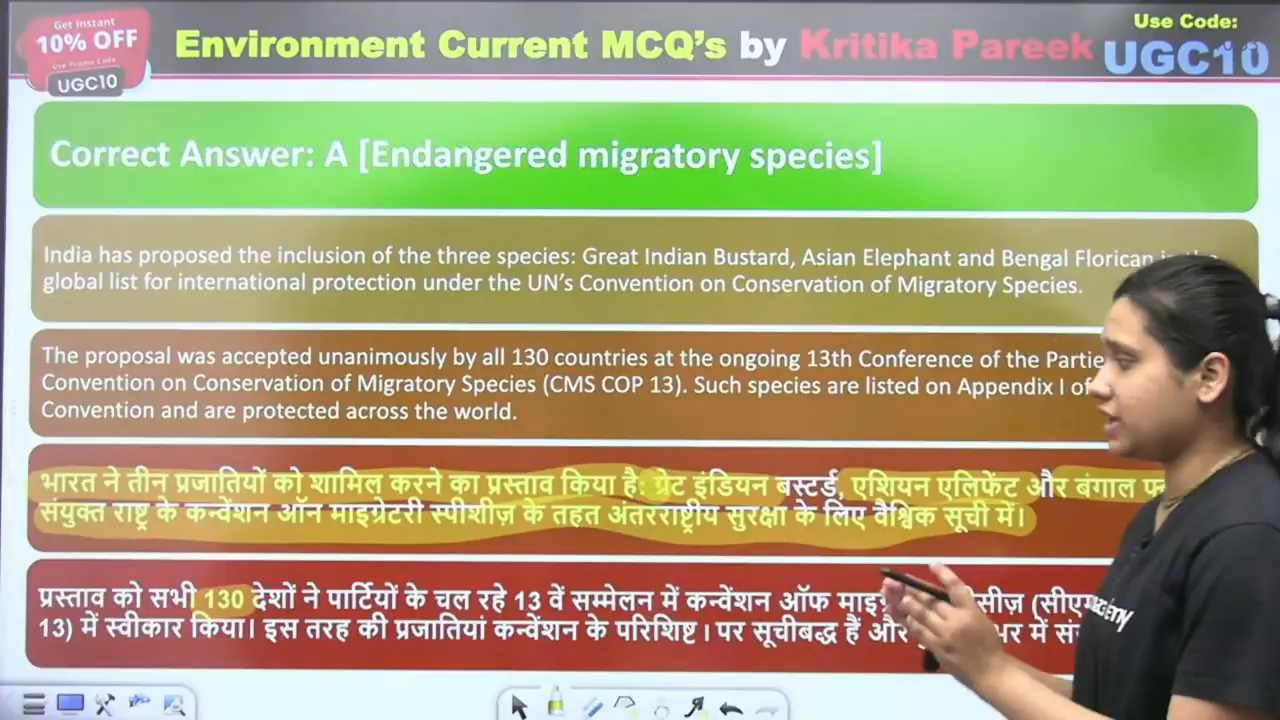 Get Instant
10% OFF
Use Promo Code
UGC10
Environment Current MCQ's by Kritika Pareek
Use Code:
UGC10
Correct Answer: A [Endangered migratory species]
India has proposed the inclusion of the three species: Great Indian Bustard, Asian Elephant and Bengal Florican in the
global list for international protection under the UN's Convention on Conservation of Migratory Species.
The proposal was accepted unanimously by all 130 countries at the ongoing 13th Conference of the Partie
Convention on Conservation of Migratory Species (CMS COP 13). Such species are listed on Appendix I of
Convention and are protected across the world.
भारत ने तीन प्रजातियों को शामिल करने का प्रस्ताव किया है: ग्रेट इंडियन बस्टर्ड, एशियन एलिफेंट और बंगाल
संयुक्त राष्ट्र के कन्वेंशन ऑन माइग्रेटरी स्पीशीज़ के तहत अंतरराष्ट्रीय सुरक्षा के लिए वैश्विक सूची में।
प्रस्ताव को सभी 130 देशों ने पार्टियों के चल रहे 13 वें सम्मेलन में कन्वेंशन ऑफ
13) में स्वीकार किया। इस तरह की प्रजातियां कन्वेंशन के परिशिष्ट । पर सूचीबद्ध हैं और में